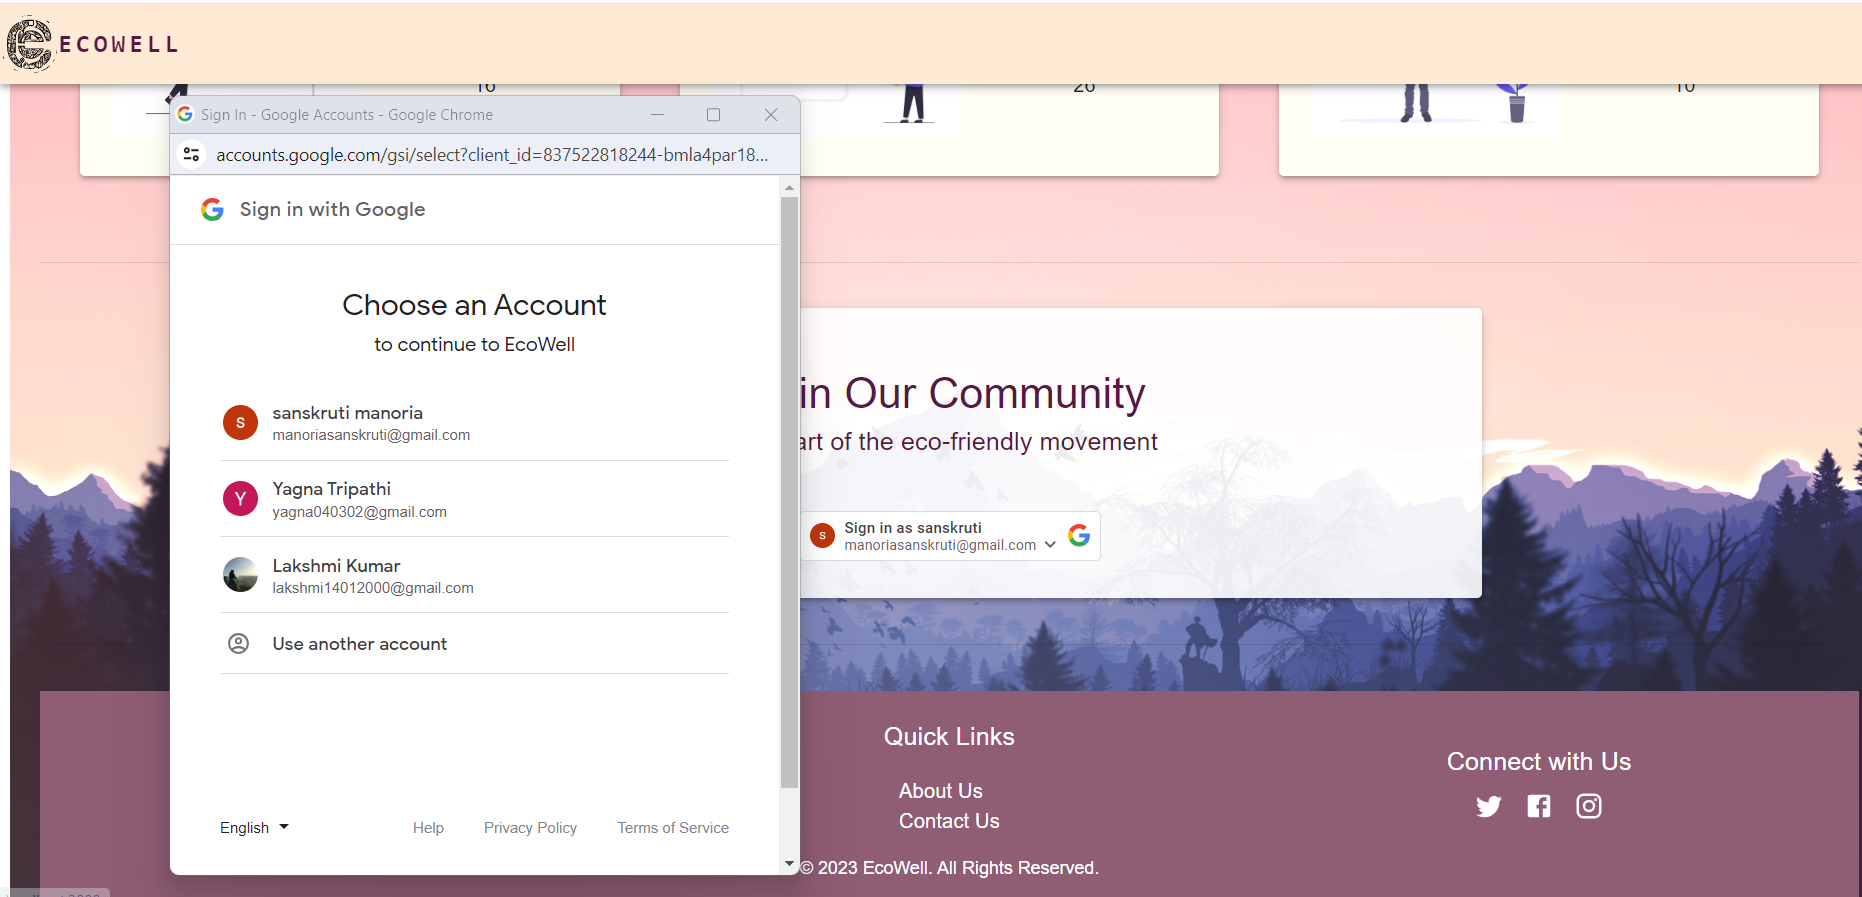 ECOWELL
16
26
10
Sign In - Google Accounts - Google Chrome
accounts.google.com/gsi/select?client_id=837522818244-bmla4par18...
Sign in with Google
Choose an Account
to continue to EcoWell
s
sanskruti manoria
manoriasanskruti@gmail.com
Y
Yagna Tripathi
yagna040302@gmail.com
Lakshmi Kumar
lakshmi14012000@gmail.com
Use another account
English
Help
Privacy Policy
Terms of Service
in Our Community
art of the eco-friendly movement
s
Sign in as sanskruti
manoriasanskruti@gmail.com
Quick Links
About Us
Contact Us
Connect with Us
© 2023 EcoWell. All Rights Reserved.